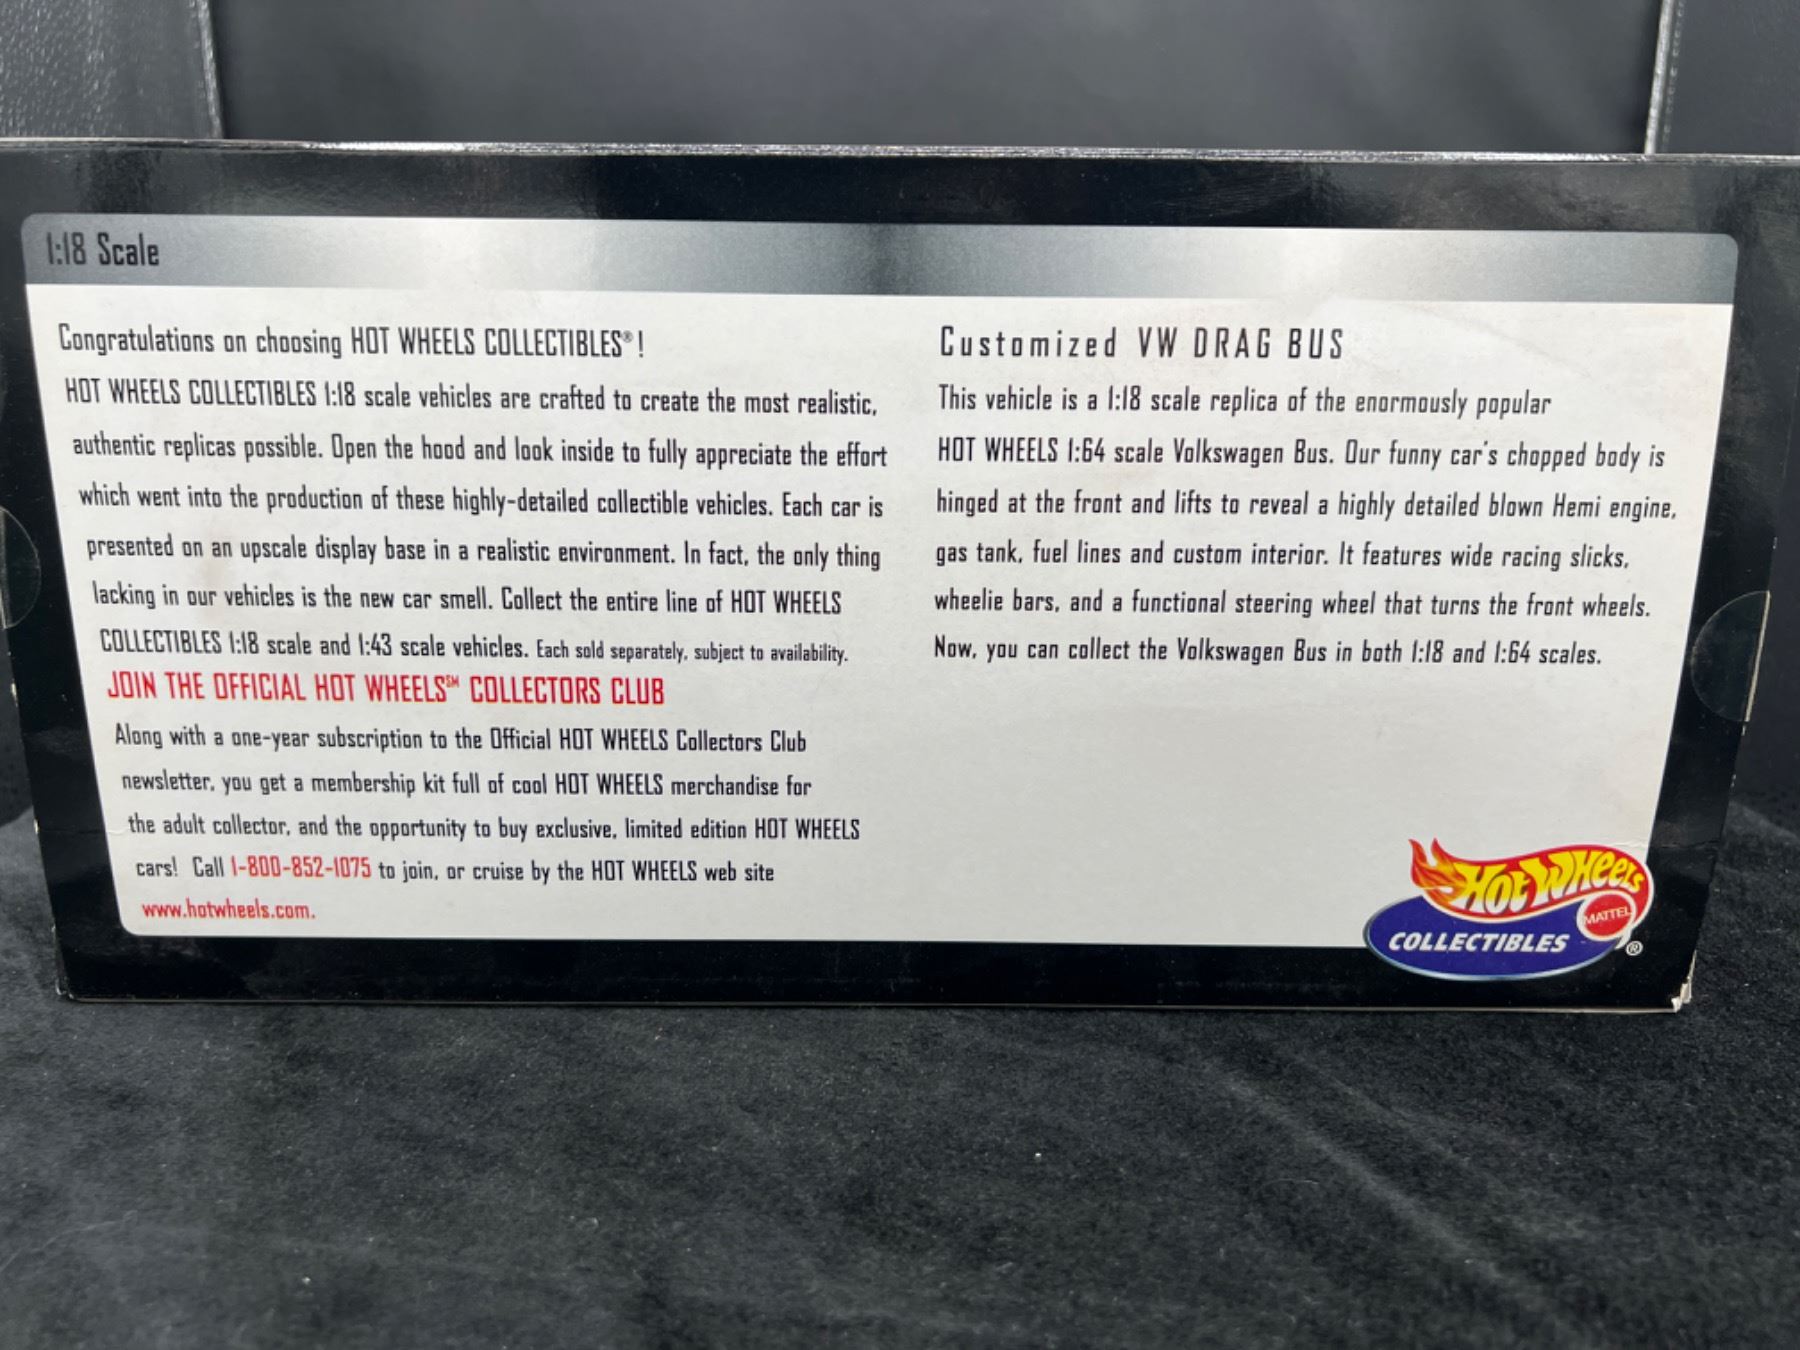 1:18 Scale
Congratulations on choosing HOT WHEELS COLLECTIBLES®!
HOT WHEELS COLLECTIBLES 1:18 scale vehicles are crafted to create the most realistic,
authentic replicas possible. Open the hood and look inside to fully appreciate the effort
which went into the production of these highly-detailed collectible vehicles. Each car is
presented on an upscale display base in a realistic environment. In fact, the only thing
lacking in our vehicles is the new car smell. Collect the entire line of HOT WHEELS
COLLECTIBLES 1:18 scale and 1:43 scale vehicles. Each sold separately, subject to availability.
JOIN THE OFFICIAL HOT WHEELS℠ COLLECTORS CLUB
Along with a one-year subscription to the Official HOT WHEELS Collectors Club
newsletter, you get a membership kit full of cool HOT WHEELS merchandise for
the adult collector, and the opportunity to buy exclusive, limited edition HOT WHEELS
cars! Call 1-800-852-1075 to join, or cruise by the HOT WHEELS web site
www.hotwheels.com.
Customized VW DRAG BUS
This vehicle is a 1:18 scale replica of the enormously popular
HOT WHEELS 1:64 scale Volkswagen Bus. Our funny car's chopped body is
hinged at the front and lifts to reveal a highly detailed blown Hemi engine,
gas tank, fuel lines and custom interior. It features wide racing slicks,
wheelie bars, and a functional steering wheel that turns the front wheels.
Now, you can collect the Volkswagen Bus in both 1:18 and 1:64 scales.
HOT WHEELS
MATTEL
COLLECTIBLES ®